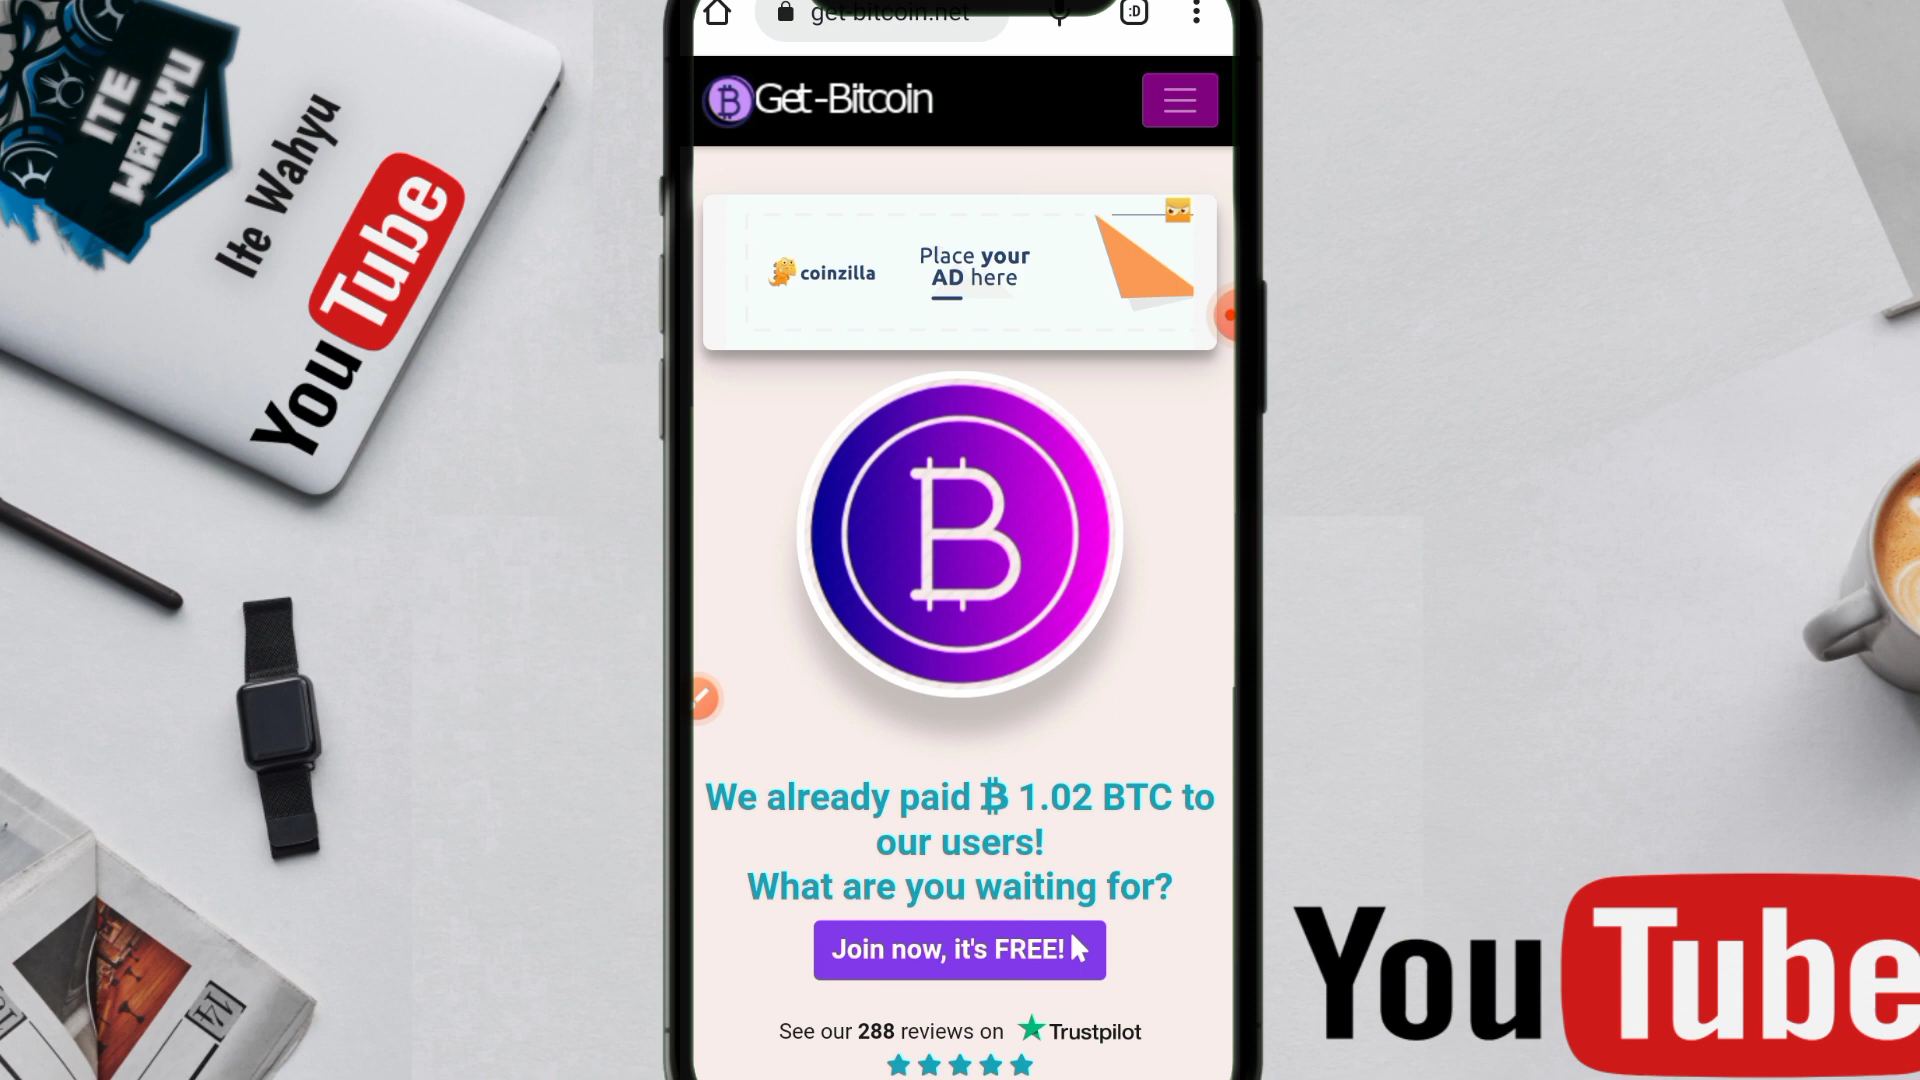 get-bitcoin.net
:D
Get-Bitcoin
coinzilla
Place your
AD here
We already paid ₿ 1.02 BTC to
our users!
What are you waiting for?
Join now, it's FREE!
See our 288 reviews on ★ Trustpilot
ITE
WAHYU
Ite Wahyu
YouTube
YouTube